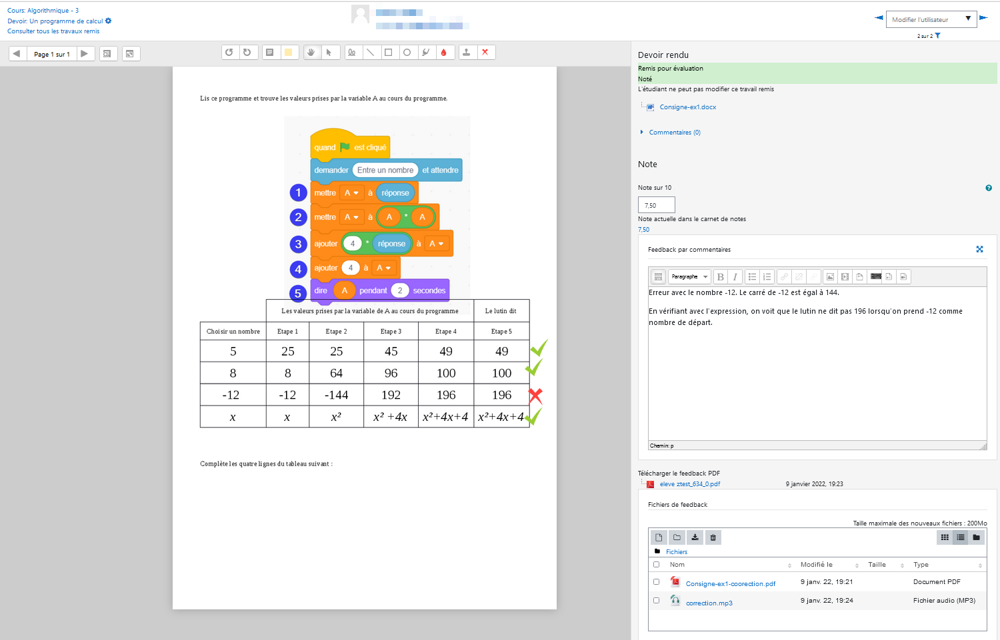 Cours: Algorithmique - 3
Devoir: Un programme de calcul
Consulter tous les travaux remis
Modifier l'utilisateur
2 sur 2
Page 1 sur 1
Lis ce programme et trouve les valeurs prises par la variable A au cours du programme.
quand est cliqué
demander Entre un nombre et attendre
1 mettre A à réponse
2 mettre A à A * A
3 ajouter 4 * réponse à A
4 ajouter 4 à A
5 dire A pendant 2 secondes
Les valeurs prises par la variable de A au cours du programme Le lutin dit
Choisir un nombre Etape 1 Etape 2 Etape 3 Etape 4 Etape 5
5 25 25 45 49 49
8 8 64 96 100 100
-12 -12 -144 192 196 196
x x x² x² +4x x²+4x+4 x²+4x+4
Complète les quatre lignes du tableau suivant :
Devoir rendu
Remis pour évaluation
Noté
L'étudiant ne peut pas modifier ce travail remis
Consigne-ex1.docx
Commentaires (0)
Note
Note sur 10
7,50
Note actuelle dans le carnet de notes
7,50
Feedback par commentaires
Paragraphe B I
Erreur avec le nombre -12. Le carré de -12 est égal à 144.
En vérifiant avec l'expression, on voit que le lutin ne dit pas 196 lorsqu'on prend -12 comme
nombre de départ.
Chemin: p
Télécharger le feedback PDF
eleve ztest_634_0.pdf 9 janvier 2022, 19:23
Fichiers de feedback
Taille maximale des nouveaux fichiers : 200Mo
Fichiers
Nom Modifié le Taille Type
Consigne-ex1-coorection.pdf 9 janv. 22, 19:21 Document PDF
correction.mp3 9 janv. 22, 19:24 Fichier audio (MP3)